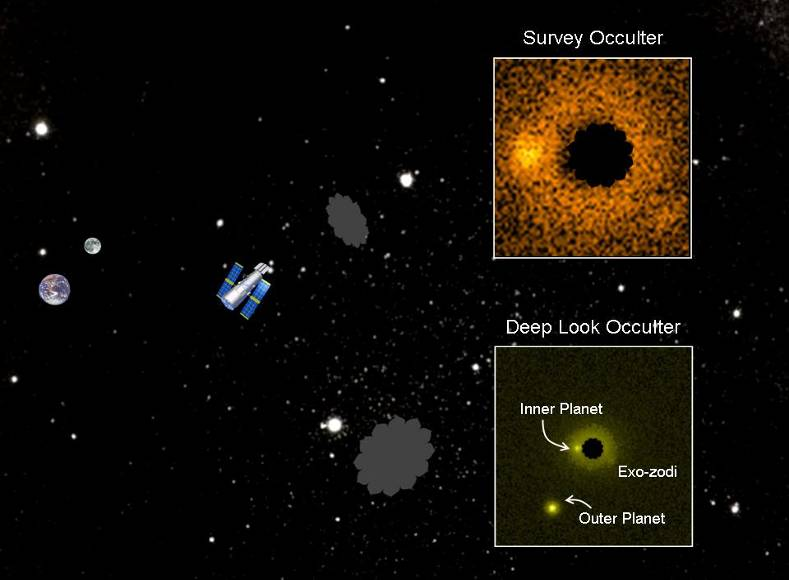 Survey Occulter
Deep Look Occulter
Inner Planet
Exo-zodi
Outer Planet